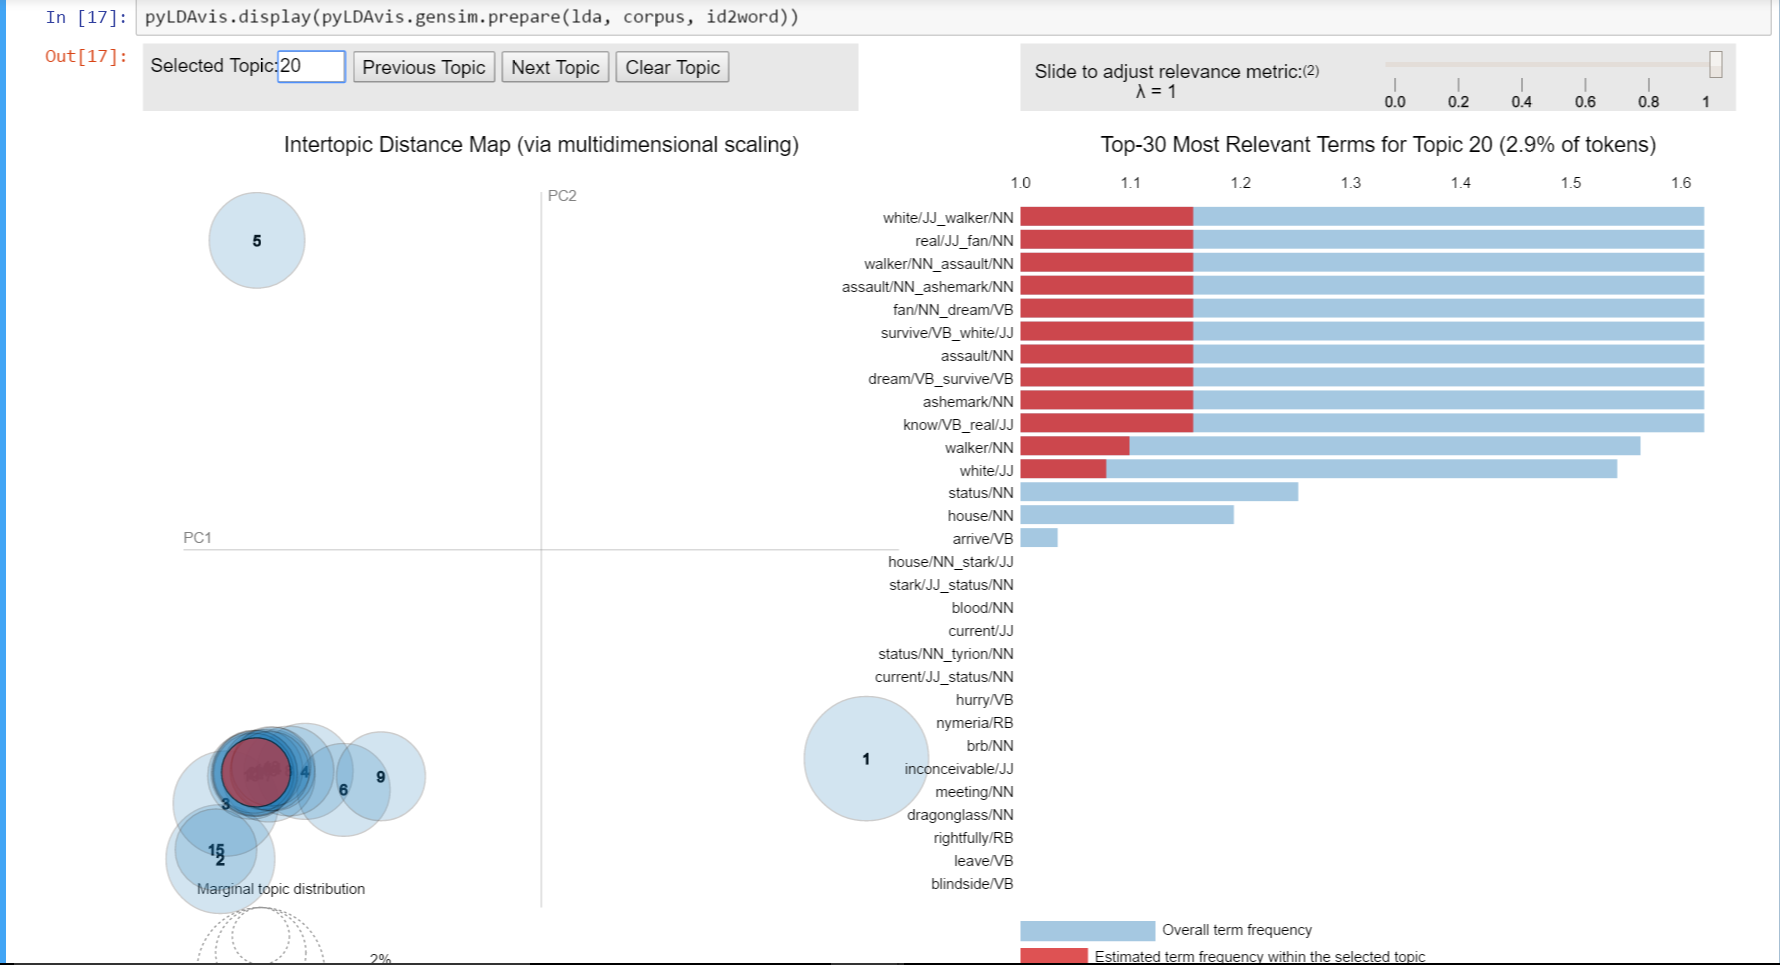 In [17]: pyLDAvis.display(pyLDAvis.gensim.prepare(lda, corpus, id2word))
Out[17]:
Selected Topic: 20 Previous Topic Next Topic Clear Topic
Slide to adjust relevance metric:(2)
λ = 1
0.0 0.2 0.4 0.6 0.8 1
Intertopic Distance Map (via multidimensional scaling)
PC2
5
PC1
4
9
6
3
15
2
1
Marginal topic distribution
2%
Top-30 Most Relevant Terms for Topic 20 (2.9% of tokens)
1.0 1.1 1.2 1.3 1.4 1.5 1.6
white/JJ_walker/NN
real/JJ_fan/NN
walker/NN_assault/NN
assault/NN_ashemark/NN
fan/NN_dream/VB
survive/VB_white/JJ
assault/NN
dream/VB_survive/VB
ashemark/NN
know/VB_real/JJ
walker/NN
white/JJ
status/NN
house/NN
arrive/VB
house/NN_stark/JJ
stark/JJ_status/NN
blood/NN
current/JJ
status/NN_tyrion/NN
current/JJ_status/NN
hurry/VB
nymeria/RB
brb/NN
inconceivable/JJ
meeting/NN
dragonglass/NN
rightfully/RB
leave/VB
blindside/VB
Overall term frequency
Estimated term frequency within the selected topic